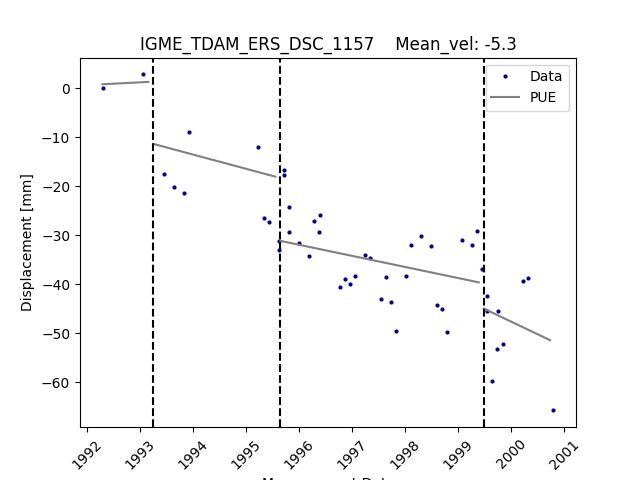 IGME_TDAM_ERS_DSC_1157    Mean_vel: -5.3
Data
PUE
0
−10
−20
−30
−40
−50
−60
Displacement [mm]
1992 1993 1994 1995 1996 1997 1998 1999 2000 2001